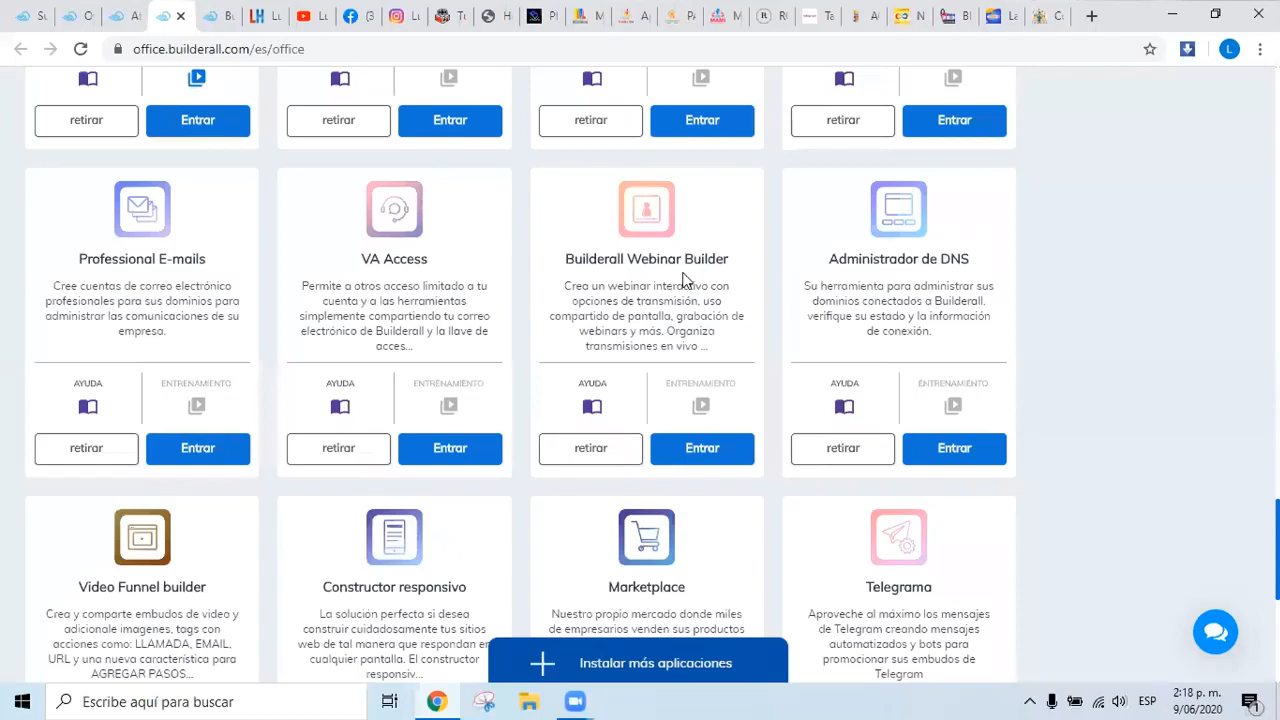 office.builderall.com/es/office
L
retirar Entrar retirar Entrar retirar Entrar retirar Entrar
Professional E-mails
Cree cuentas de correo electrónico
profesionales para sus dominios para
administrar las comunicaciones de su
empresa.
AYUDA ENTRENAMIENTO
retirar Entrar
VA Access
Permite a otros acceso limitado a tu
cuenta y a las herramientas
simplemente compartiendo tu correo
electrónico de Builderall y la llave de
acces...
AYUDA ENTRENAMIENTO
retirar Entrar
Builderall Webinar Builder
Crea un webinar interactivo con
opciones de transmisión, uso
compartido de pantalla, grabación de
webinars y más. Organiza
transmisiones en vivo ...
AYUDA ENTRENAMIENTO
retirar Entrar
Administrador de DNS
Su herramienta para administrar sus
dominios conectados a Builderall,
verifique su estado y la información
de conexión.
AYUDA ENTRENAMIENTO
retirar Entrar
Video Funnel builder
Crea y comparte embudos de video y
adicionale imagenes, tags con
acciones como: LLAMADA, EMAIL,
URL y una nueva característica para
AGREGAR PASOS...
Constructor responsivo
La solución perfecta si desea
construir cuidadosamente tus sitios
web de tal manera que respondan en
cualquier pantalla. El constructor
responsiv...
Marketplace
Nuestro propio mercado donde miles
de empresarios venden sus productos
Telegrama
Aproveche al máximo los mensajes
de Telegram creando mensajes
automatizados y bots para
promocionar sus embudos de
Telegram
Instalar más aplicaciones
Escribe aquí para buscar
ESP
2:18 p. m.
9/06/2020